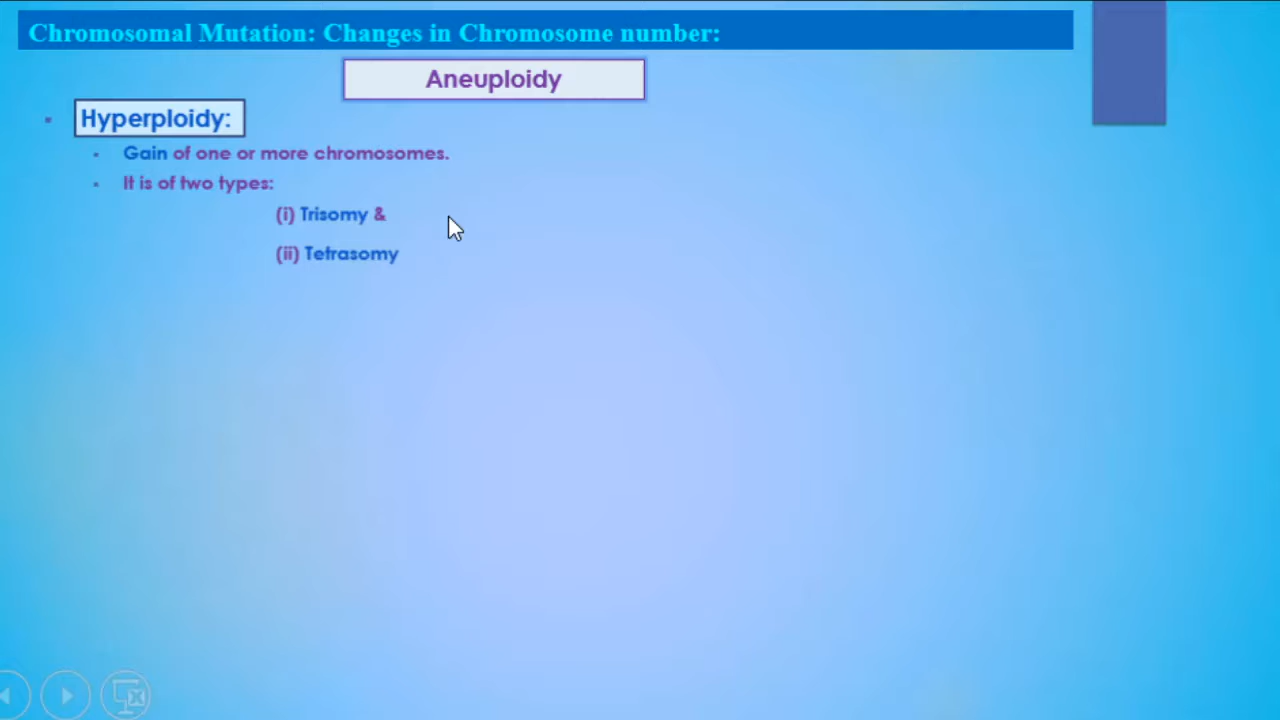 Chromosomal Mutation: Changes in Chromosome number:
Aneuploidy
Hyperploidy:
Gain of one or more chromosomes.
It is of two types:
(i) Trisomy &
(ii) Tetrasomy